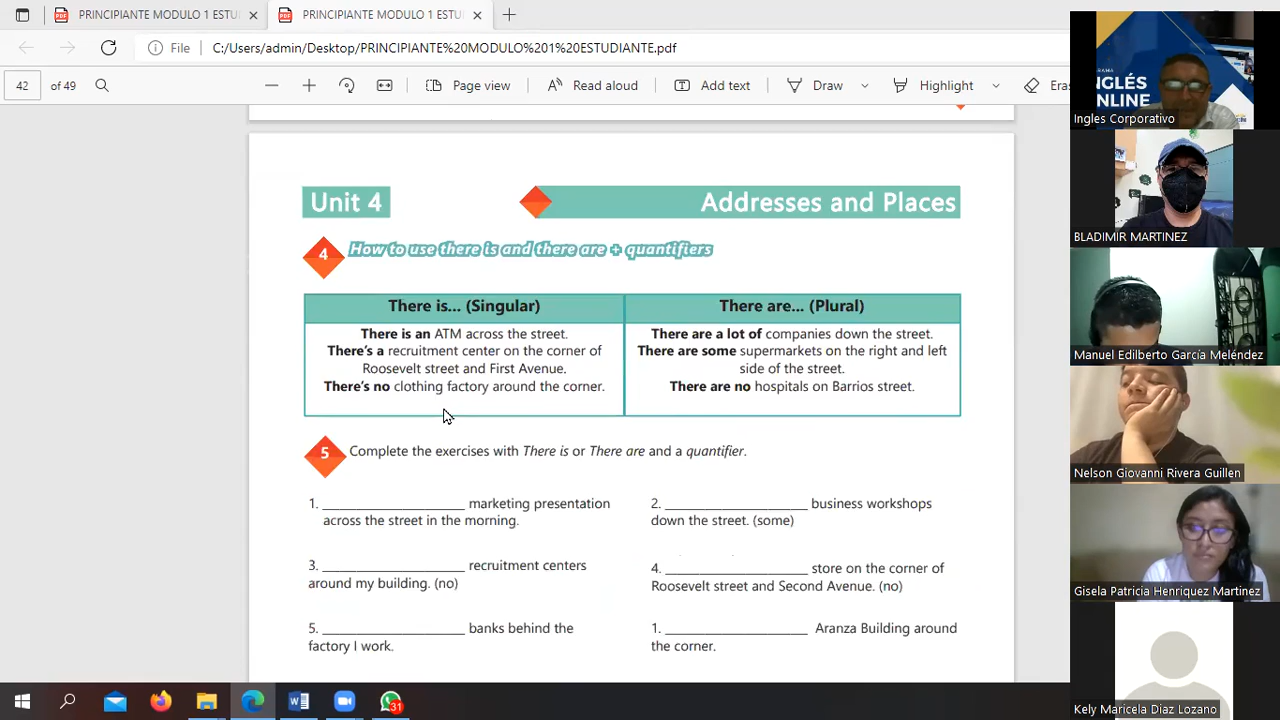 PRINCIPIANTE MODULO 1 ESTU
PRINCIPIANTE MODULO 1 ESTU
File
C:/Users/admin/Desktop/PRINCIPIANTE%20MODULO%201%20ESTUDIANTE.pdf
42 of 49
Page view
Read aloud
Add text
Draw
Highlight
Eras
Unit 4
Addresses and Places
4 How to use there is and there are + quantifiers
There is... (Singular)
There is an ATM across the street.
There's a recruitment center on the corner of
Roosevelt street and First Avenue.
There's no clothing factory around the corner.
There are... (Plural)
There are a lot of companies down the street.
There are some supermarkets on the right and left
side of the street.
There are no hospitals on Barrios street.
5 Complete the exercises with There is or There are and a quantifier.
1. ____________________ marketing presentation
across the street in the morning.
2. ____________________ business workshops
down the street. (some)
3. ____________________ recruitment centers
around my building. (no)
4. ____________________ store on the corner of
Roosevelt street and Second Avenue. (no)
5. ____________________ banks behind the
factory I work.
1. ____________________ Aranza Building around
the corner.
INGLÉS
ONLINE
Ingles Corporativo
BLADIMIR MARTINEZ
Manuel Edilberto García Meléndez
Nelson Giovanni Rivera Guillen
Gisela Patricia Henriquez Martinez
Kely Maricela Diaz Lozano
31